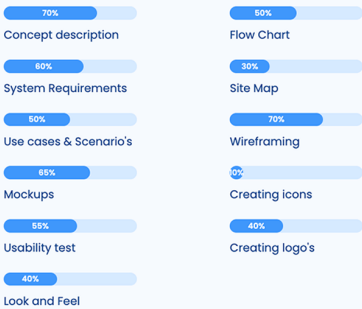 70%
Concept description
60%
System Requirements
50%
Use cases & Scenario's
65%
Mockups
55%
Usability test
40%
Look and Feel
50%
Flow Chart
30%
Site Map
70%
Wireframing
10%
Creating icons
40%
Creating logo's